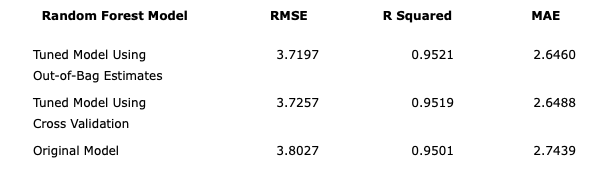 Random Forest Model RMSE R Squared MAE
Tuned Model Using 3.7197 0.9521 2.6460
Out-of-Bag Estimates
Tuned Model Using 3.7257 0.9519 2.6488
Cross Validation
Original Model 3.8027 0.9501 2.7439